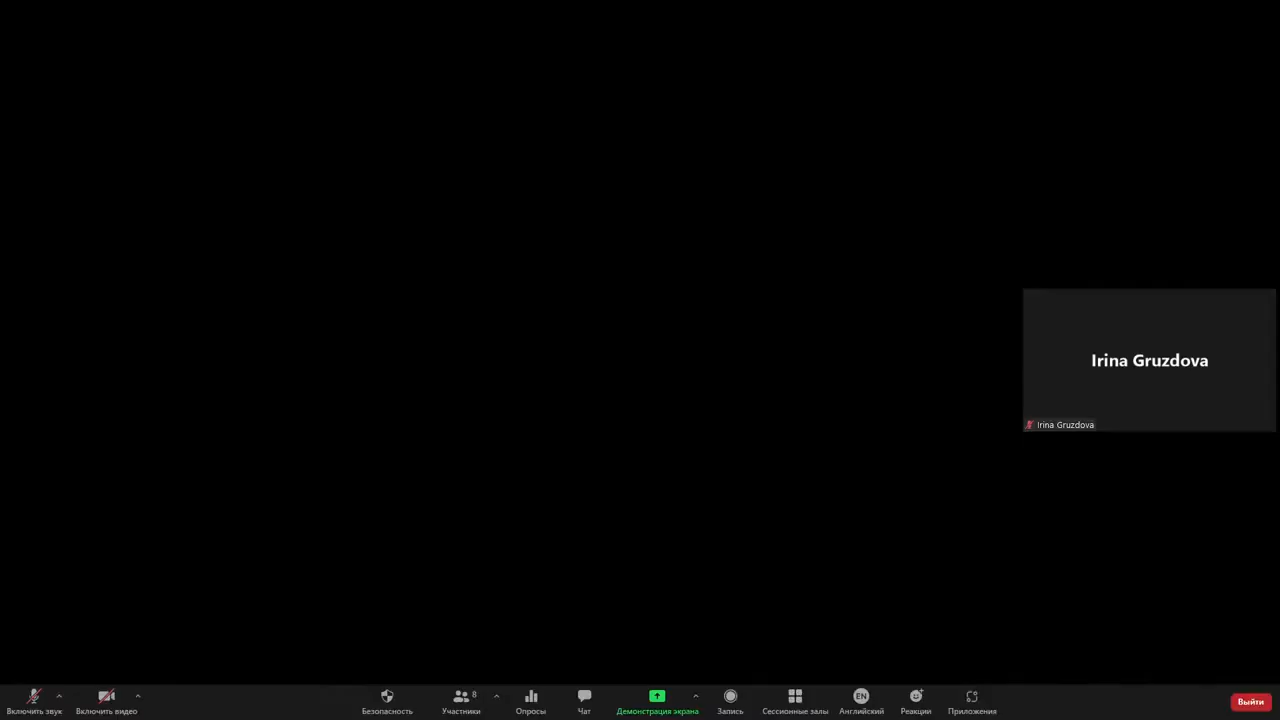 Irina Gruzdova
Irina Gruzdova
8
EN
Включить звук
Включить видео
Безопасность
Участники
Опросы
Чат
Демонстрация экрана
Запись
Сессионные залы
Английский
Реакции
Приложения
Выйти